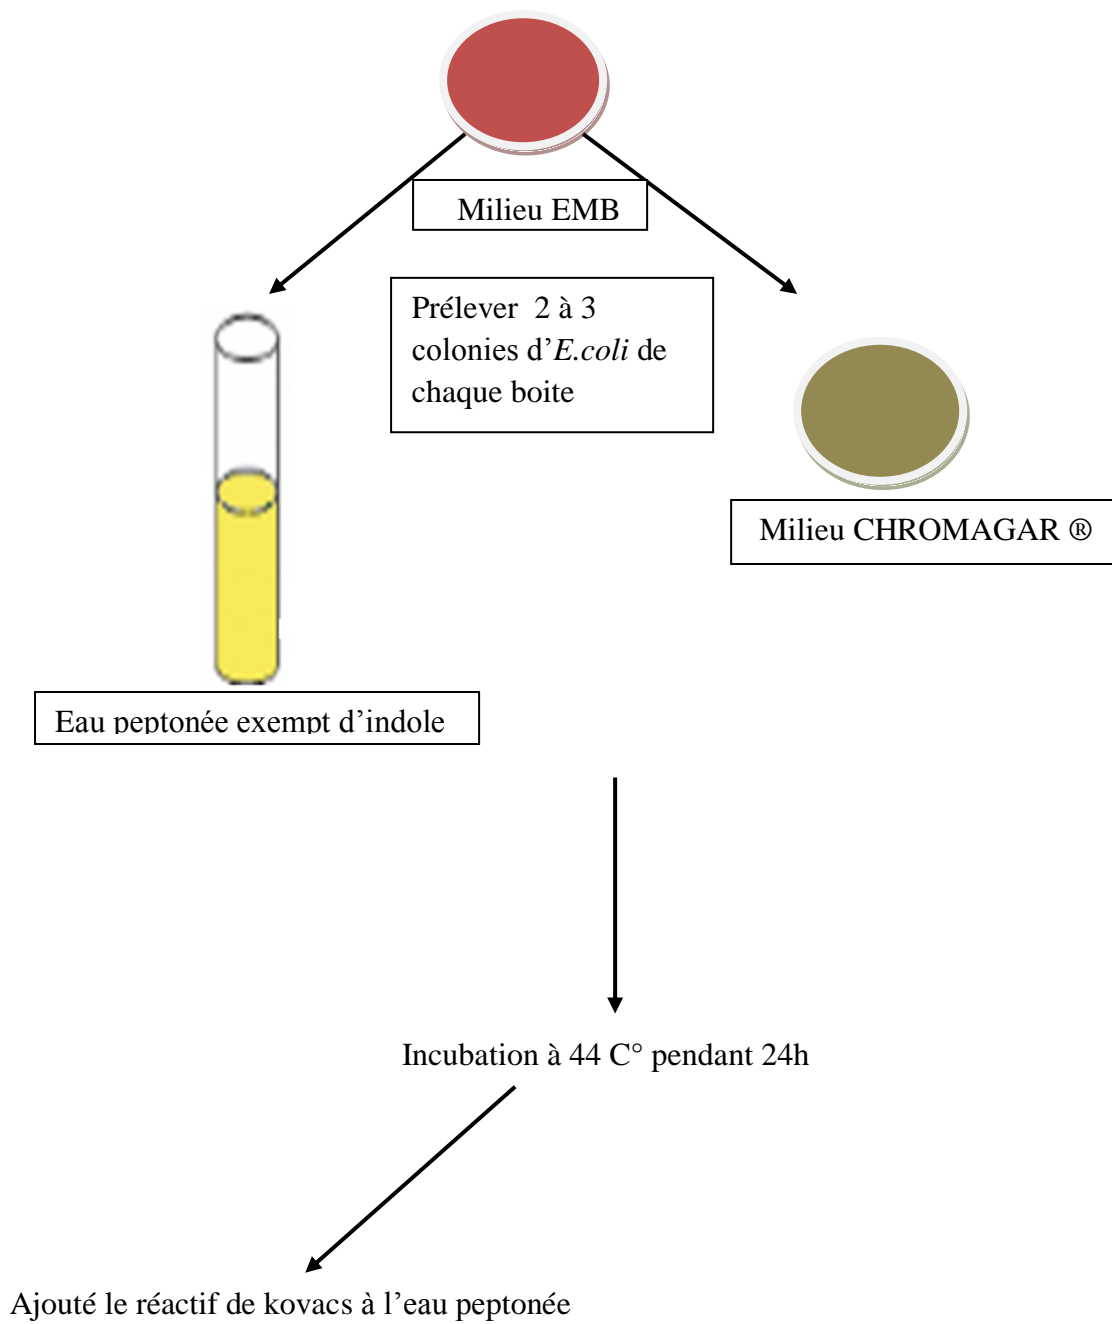 Milieu EMB
Prélever 2 à 3
colonies d’E.coli de
chaque boite
Milieu CHROMAGAR ®
Eau peptonée exempt d’indole
Incubation à 44 C° pendant 24h
Ajouté le réactif de kovacs à l’eau peptonée